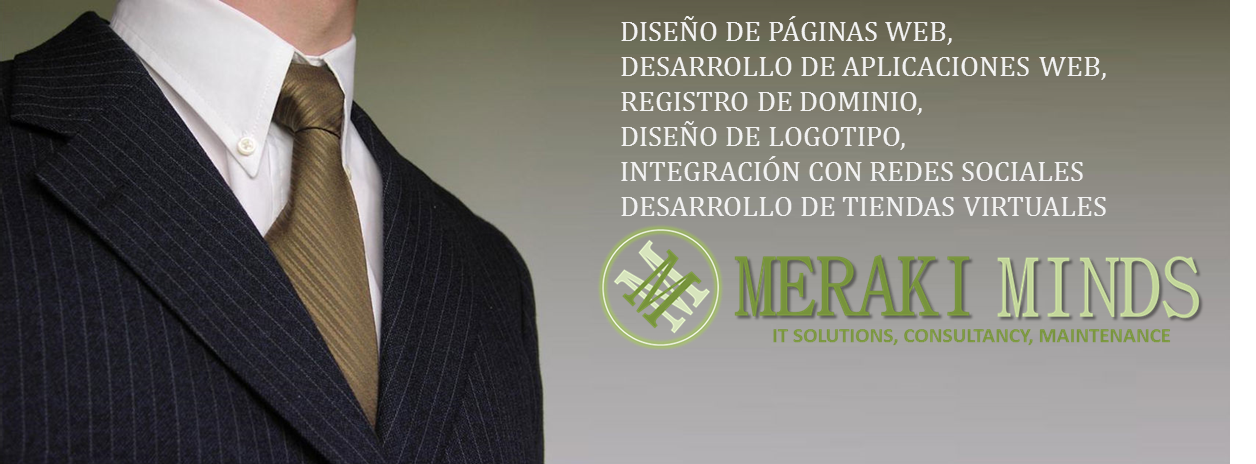 DISEÑO DE PÁGINAS WEB,
DESARROLLO DE APLICACIONES WEB,
REGISTRO DE DOMINIO,
DISEÑO DE LOGOTIPO,
INTEGRACIÓN CON REDES SOCIALES
DESARROLLO DE TIENDAS VIRTUALES
MERAKI MINDS
IT SOLUTIONS, CONSULTANCY, MAINTENANCE